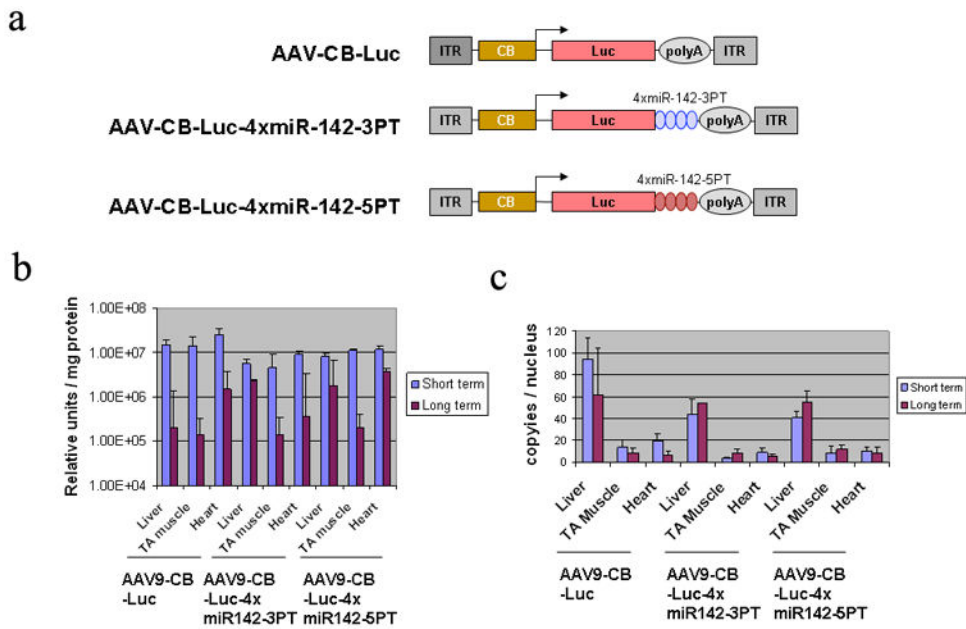 a
AAV-CB-Luc
ITR
CB
Luc
polyA
ITR
4xmiR-142-3PT
AAV-CB-Luc-4xmiR-142-3PT
ITR
CB
Luc
polyA
ITR
4xmiR-142-5PT
AAV-CB-Luc-4xmiR-142-5PT
ITR
CB
Luc
polyA
ITR
b
Relative units / mg protein
1.00E+08
1.00E+07
1.00E+06
1.00E+05
1.00E+04
Short term
Long term
Liver
TA muscle
Heart
Liver
TA muscle
Heart
Liver
TA muscle
Heart
AAV9-CB
-Luc
AAV9-CB
-Luc-4x
miR142-3PT
AAV9-CB
-Luc-4x
miR142-5PT
c
copyies / nucleus
120
100
80
60
40
20
0
Short term
Long term
Liver
TA Muscle
Heart
Liver
TA Muscle
Heart
Liver
TA Muscle
Heart
AAV9-CB
-Luc
AAV9-CB
-Luc-4x
miR142-3PT
AAV9-CB
-Luc-4x
miR142-5PT